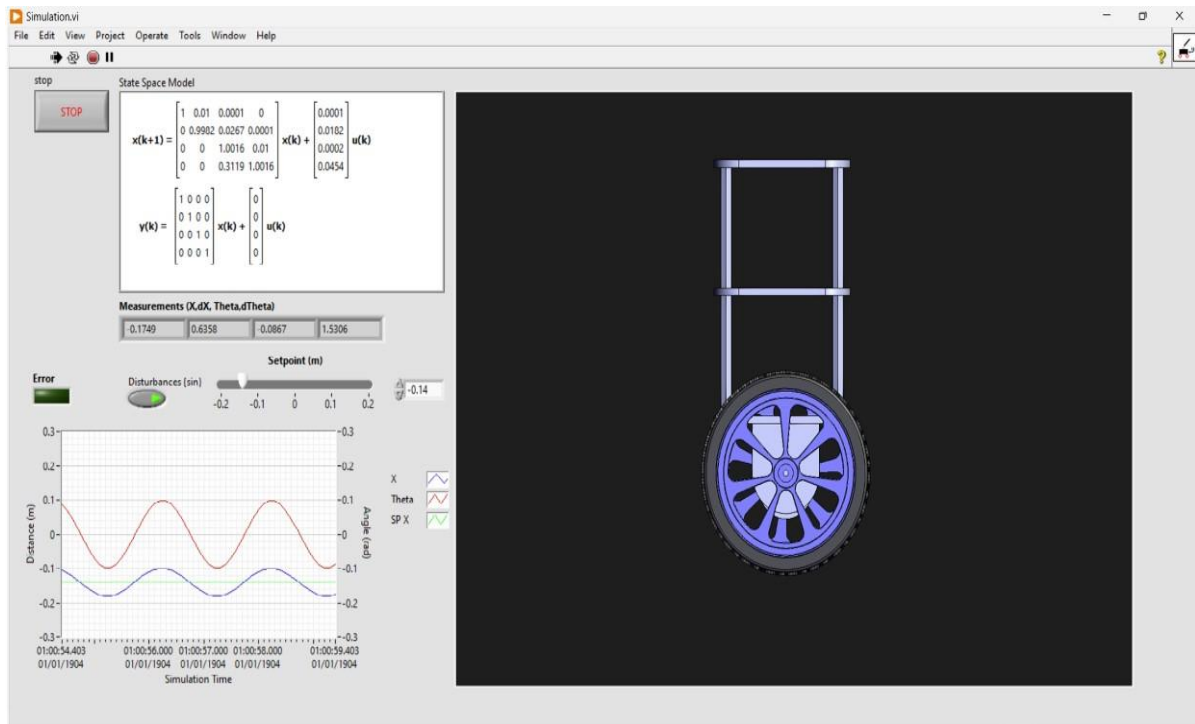 Simulation.vi
File Edit View Project Operate Tools Window Help
stop
STOP
State Space Model
x(k+1) = [1 0.01 0.0001 0] x(k) + [0.0001] u(k)
0 0.9982 0.0267 0.0001 0.0182
0 0 1.0016 0.01 0.0002
0 0 0.3119 1.0016 0.0454
y(k) = [1 0 0 0] x(k) + [0] u(k)
0 1 0 0 0
0 0 1 0 0
0 0 0 1 0
Measurements (X,dX, Theta,dTheta)
-0.1749 0.6358 -0.0867 1.5306
Setpoint (m)
Error
Disturbances (sin)
-0.2 -0.1 0 0.1 0.2
-0.14
0.3 0.3
0.2 0.2
0.1 0.1
0 0
-0.1 -0.1
-0.2 -0.2
-0.3 -0.3
Distance (m)
Angle (rad)
X
Theta
SP X
01:00:54.403 01:00:56.000 01:00:57.000 01:00:58.000 01:00:59.403
01/01/1904 01/01/1904 01/01/1904 01/01/1904 01/01/1904
Simulation Time